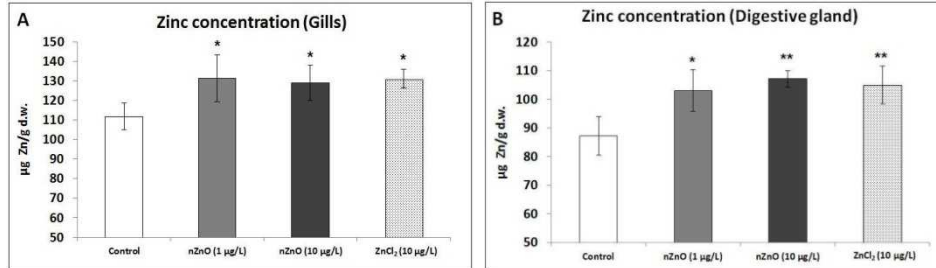 A
Zinc concentration (Gills)
µg Zn/g d.w.
150
140
130
120
110
100
90
80
70
60
50
*
*
*
Control
nZnO (1 µg/L)
nZnO (10 µg/L)
ZnCl₂ (10 µg/L)
B
Zinc concentration (Digestive gland)
µg Zn/g d.w.
120
110
100
90
80
70
60
50
*
**
**
Control
nZnO (1 µg/L)
nZnO (10 µg/L)
ZnCl₂ (10 µg/L)